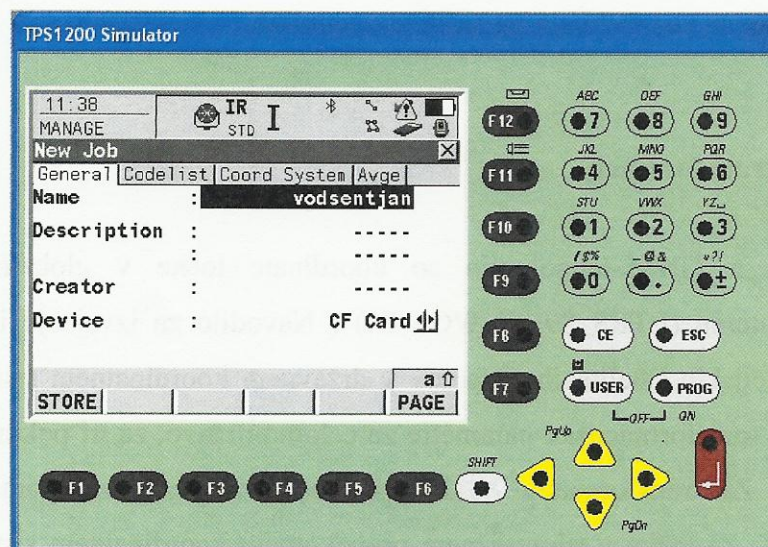 TPS1200 Simulator
11:38
MANAGE
IR
STD
I
New Job
General Codelist Coord System Avge
Name : vodsentjan
Description : -----
: -----
Creator : -----
Device CF Card
a
STORE PAGE
F12 F11 F10 F9 F8 F7
ABC DEF GHI
7 8 9
JKL MNO PQR
4 5 6
STU VWX YZ
1 2 3
/$% _@& *?!
0 . ±
CE ESC
USER PROG
OFF ON
PgUp
SHIFT
F1 F2 F3 F4 F5 F6
PgDn